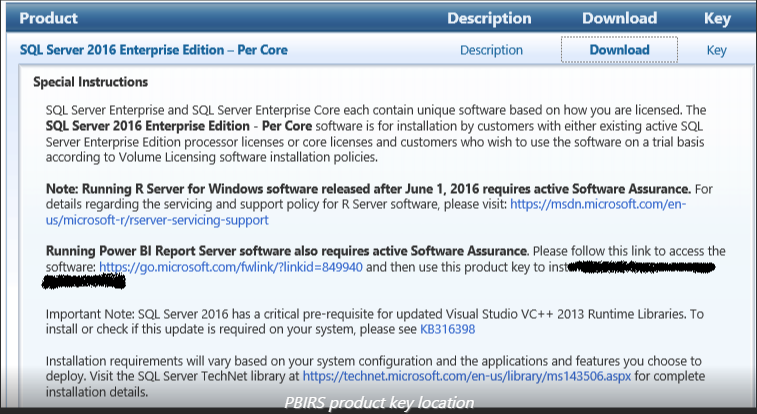 Product Description Download Key
SQL Server 2016 Enterprise Edition – Per Core Description Download Key
Special Instructions
SQL Server Enterprise and SQL Server Enterprise Core each contain unique software based on how you are licensed. The
SQL Server 2016 Enterprise Edition - Per Core software is for installation by customers with either existing active SQL
Server Enterprise Edition processor licenses or core licenses and customers who wish to use the software on a trial basis
according to Volume Licensing software installation policies.
Note: Running R Server for Windows software released after June 1, 2016 requires active Software Assurance. For
details regarding the servicing and support policy for R Server software, please visit: https://msdn.microsoft.com/en-
us/microsoft-r/rserver-servicing-support
Running Power BI Report Server software also requires active Software Assurance. Please follow this link to access the
software: https://go.microsoft.com/fwlink/?linkid=849940 and then use this product key to inst
Important Note: SQL Server 2016 has a critical pre-requisite for updated Visual Studio VC++ 2013 Runtime Libraries. To
install or check if this update is required on your system, please see KB316398
Installation requirements will vary based on your system configuration and the applications and features you choose to
deploy. Visit the SQL Server TechNet library at https://technet.microsoft.com/en-us/library/ms143506.aspx for complete
installation details.
PBIRS product key location